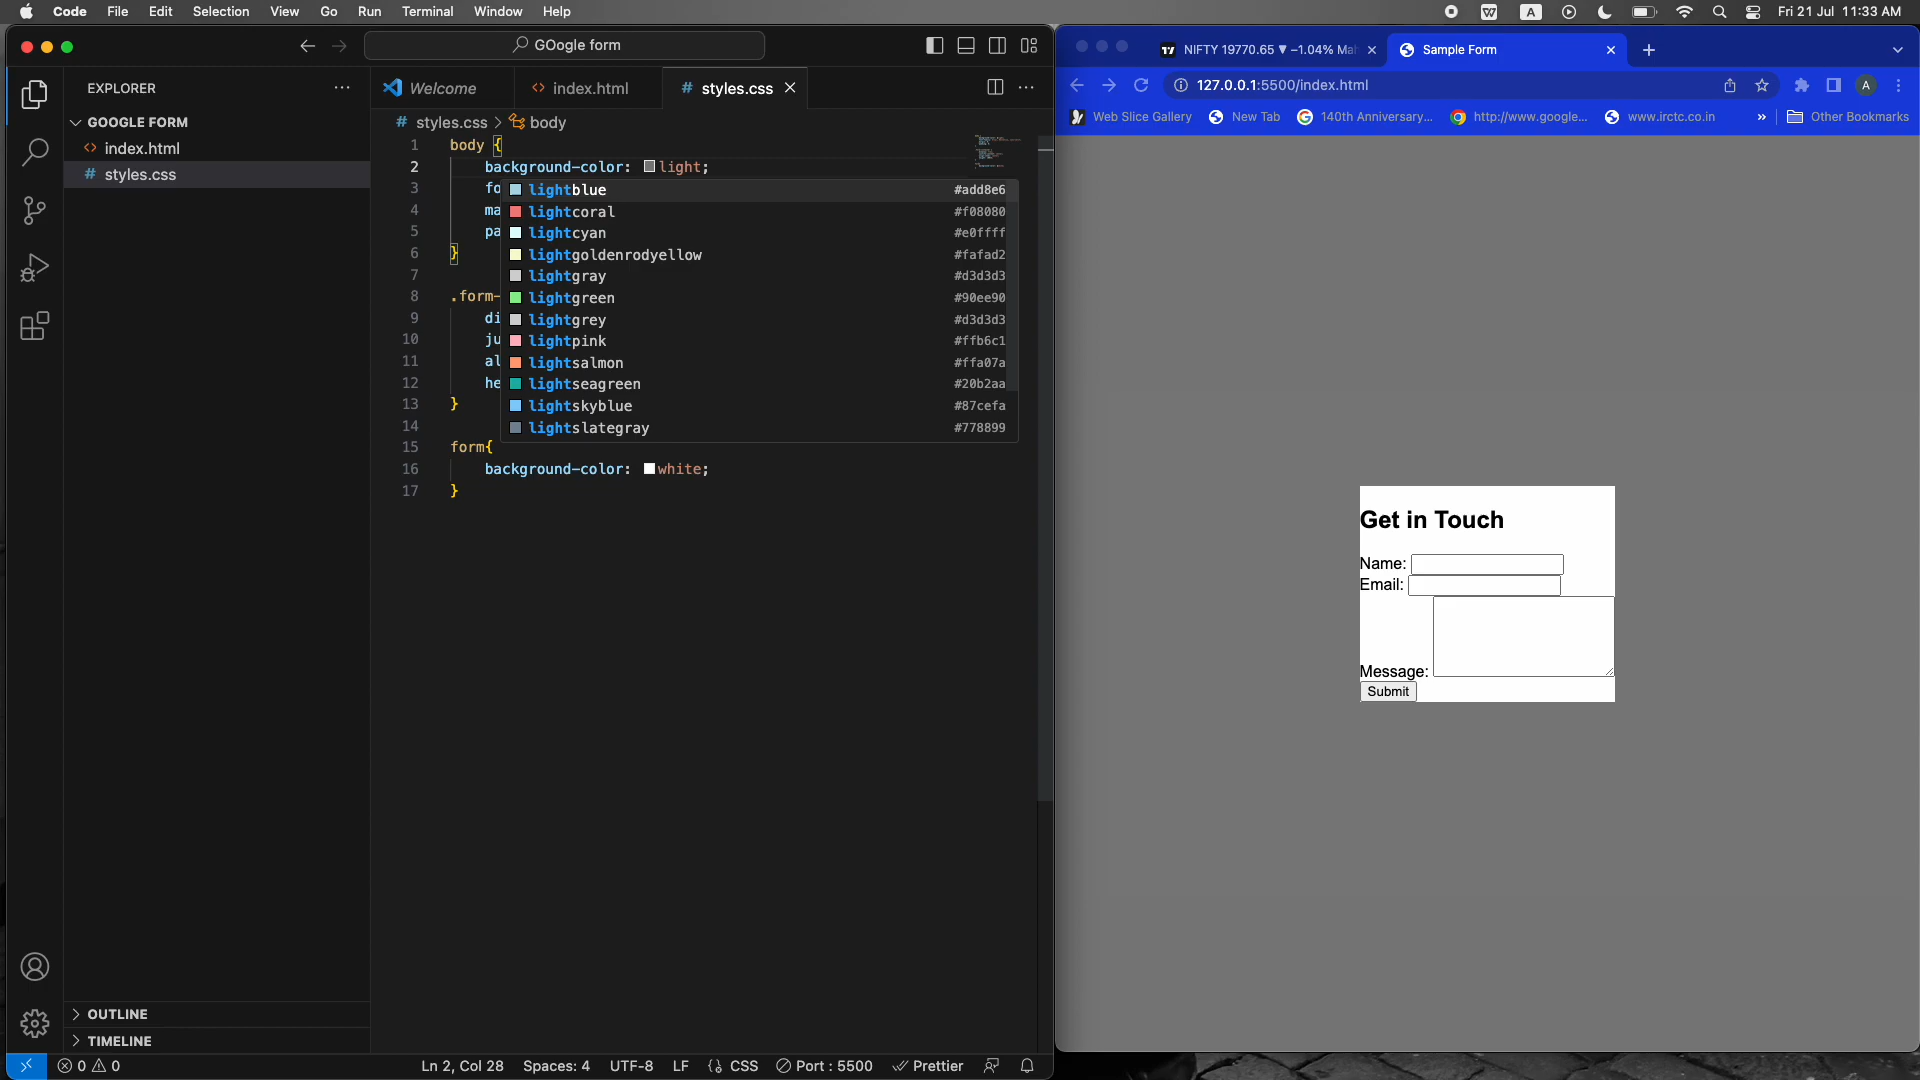 Code File Edit Selection View Go Run Terminal Window Help
A
Fri 21 Jul 11:33 AM
GOogle form
EXPLORER
GOOGLE FORM
index.html
styles.css
OUTLINE
TIMELINE
Welcome
index.html
styles.css
styles.css > body
1 body {
2 background-color: light;
3 fo
4 ma
5 pa
6 }
7
8 .form-
9 di
10 ju
11 al
12 he
13 }
14
15 form{
16 background-color: white;
17 }
lightblue #add8e6
lightcoral #f08080
lightcyan #e0ffff
lightgoldenrodyellow #fafad2
lightgray #d3d3d3
lightgreen #90ee90
lightgrey #d3d3d3
lightpink #ffb6c1
lightsalmon #ffa07a
lightseagreen #20b2aa
lightskyblue #87cefa
lightslategray #778899
0 0
Ln 2, Col 28 Spaces: 4 UTF-8 LF {} CSS Port : 5500 Prettier
NIFTY 19770.65 ▼ −1.04% Mah
Sample Form
127.0.0.1:5500/index.html
A
Web Slice Gallery
New Tab
140th Anniversary...
http://www.google...
www.irctc.co.in
»
Other Bookmarks
Get in Touch
Name:
Email:
Message:
Submit